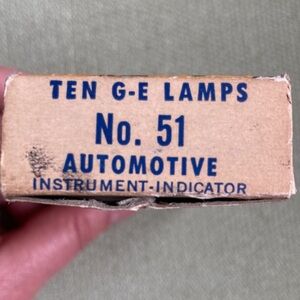 TEN G-E LAMPS
No. 51
AUTOMOTIVE
INSTRUMENT-INDICATOR